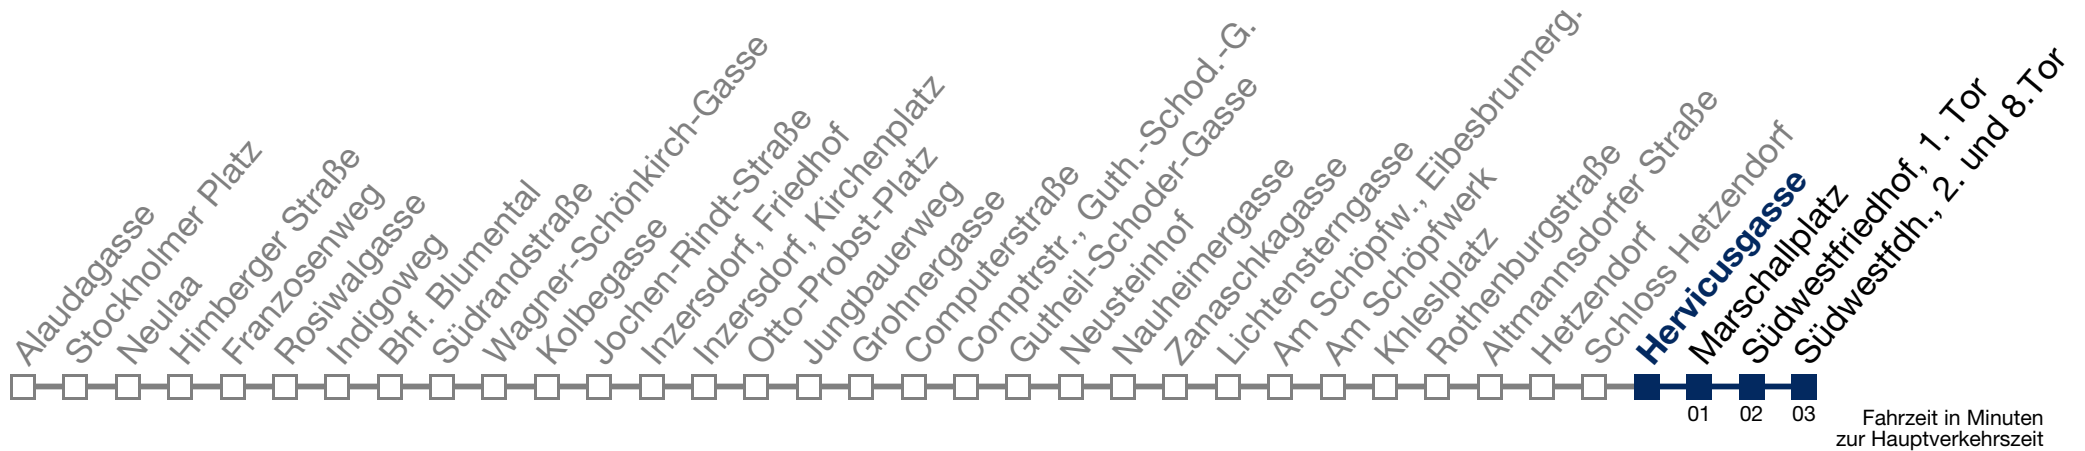 Alaudagasse
Stockholmer Platz
Neulaa
Himberger Straße
Franzosenweg
Rosiwalgasse
Indigoweg
Bhf. Blumental
Südrandstraße
Wagner-Schönkirch-Gasse
Kolbegasse
Jochen-Rindt-Straße
Inzersdorf, Friedhof
Inzersdorf, Kirchenplatz
Otto-Probst-Platz
Jungbauerweg
Grohnergasse
Computerstraße
Comptrstr., Guth.-Schod.-G.
Gutheil-Schoder-Gasse
Neusteinhof
Nauheimergasse
Zanaschkagasse
Lichtensterngasse
Am Schöpfw., Eibesbrunnerg.
Am Schöpfwerk
Khleslplatz
Rothenburgstraße
Altmannsdorfer Straße
Hetzendorf
Schloss Hetzendorf
Hervicusgasse
Marschallplatz
Südwestfriedhof, 1. Tor
Südwestfdh., 2. und 8.Tor
01 02 03
Fahrzeit in Minuten
zur Hauptverkehrszeit